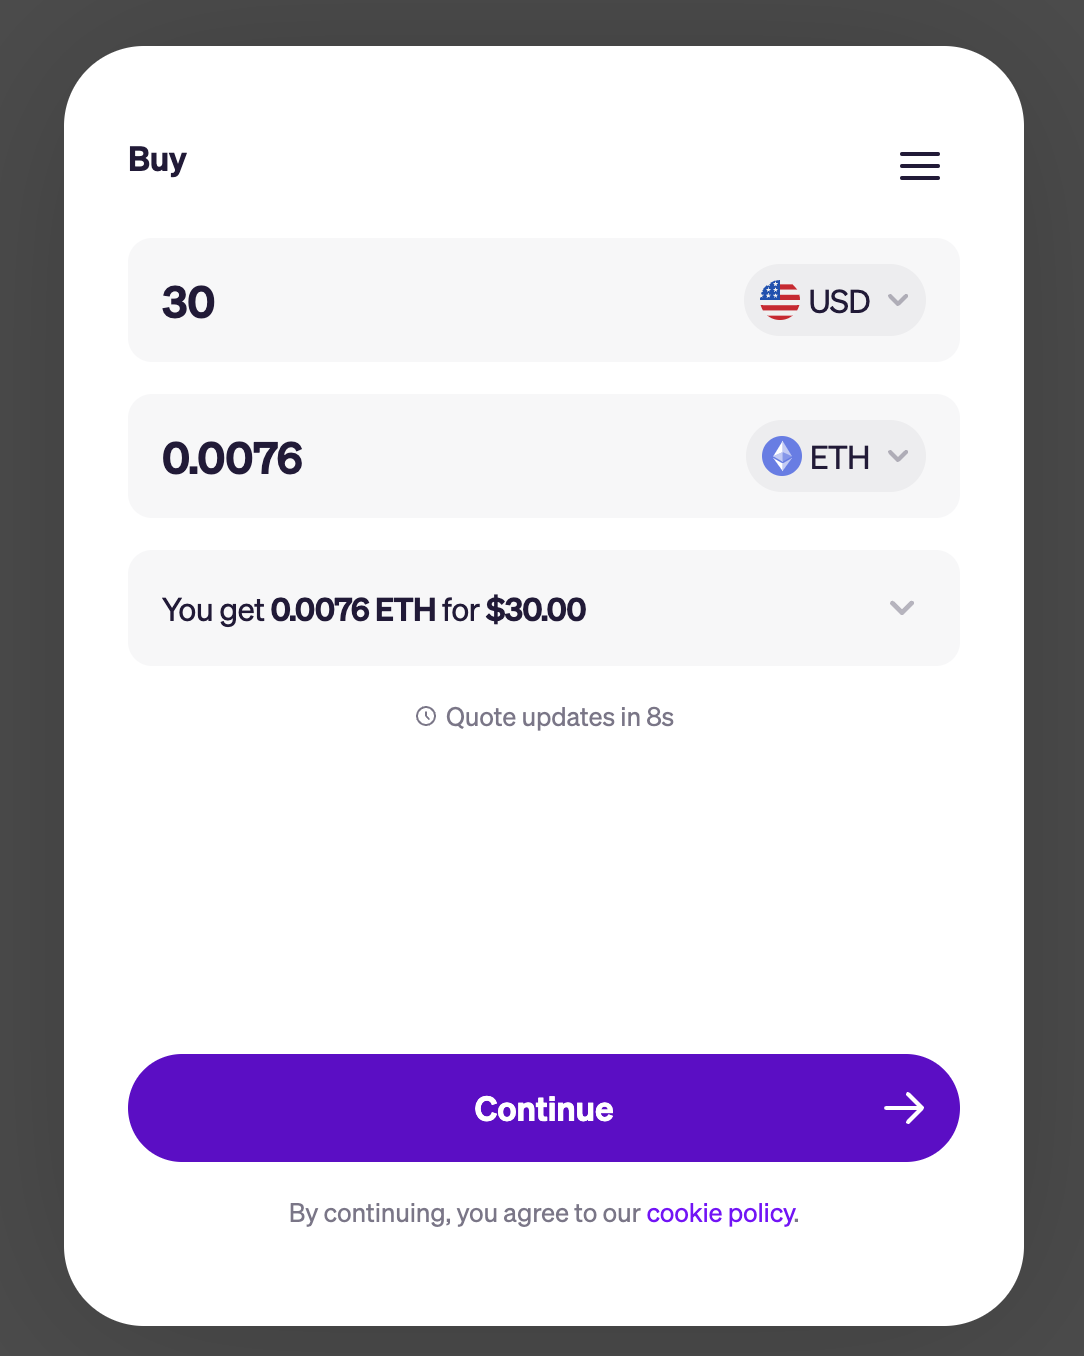 Buy
30
USD
0.0076
ETH
You get 0.0076 ETH for $30.00
Quote updates in 8s
Continue
By continuing, you agree to our cookie policy.